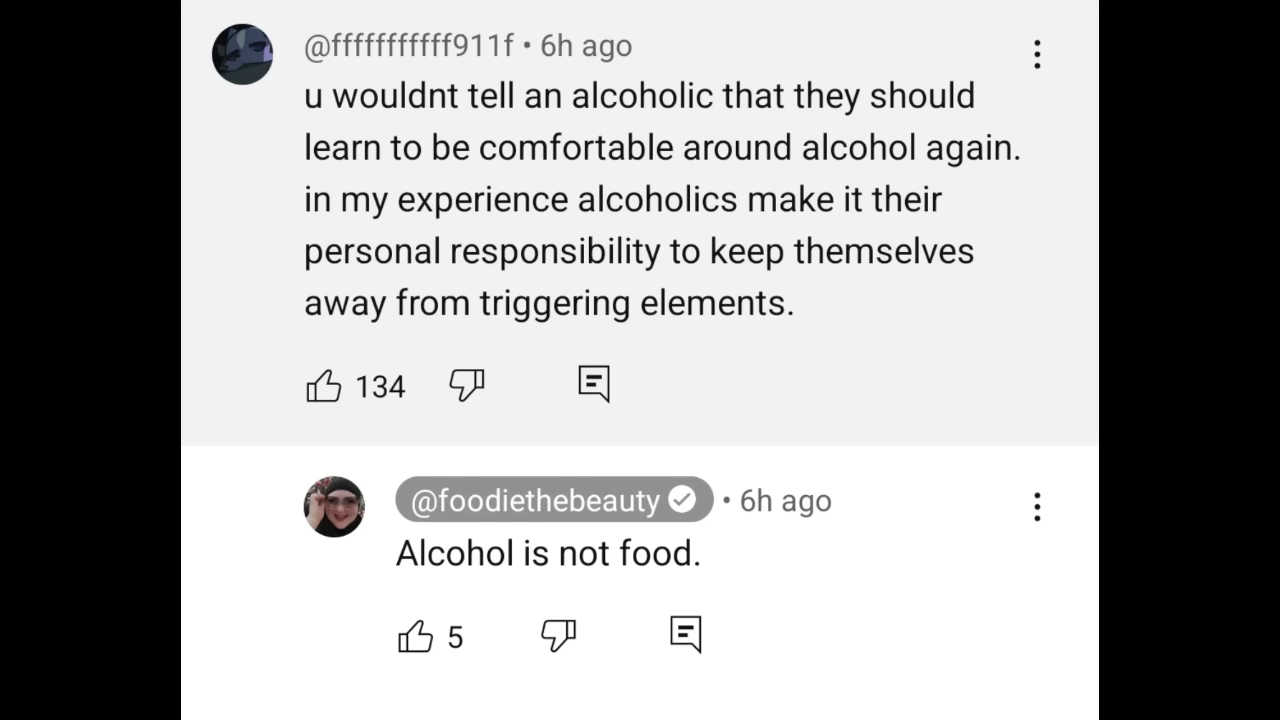 @fffffffffff911f • 6h ago
u wouldnt tell an alcoholic that they should
learn to be comfortable around alcohol again.
in my experience alcoholics make it their
personal responsibility to keep themselves
away from triggering elements.
134
@foodiethebeauty • 6h ago
Alcohol is not food.
5